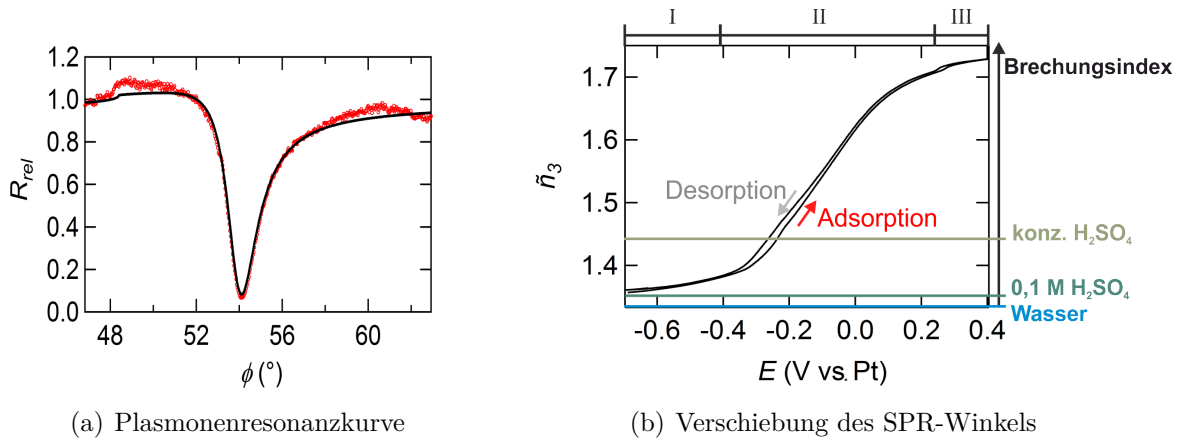 1.2
1.0
0.8
0.6
0.4
0.2
0.0
R_rel
48 52 56 60
ϕ (°)
(a) Plasmonenresonanzkurve
I II III
1.7
1.6
1.5
1.4
ñ_3
Brechungsindex
Desorption
Adsorption
konz. H₂SO₄
0,1 M H₂SO₄
Wasser
-0.6 -0.4 -0.2 0.0 0.2 0.4
E (V vs. Pt)
(b) Verschiebung des SPR-Winkels